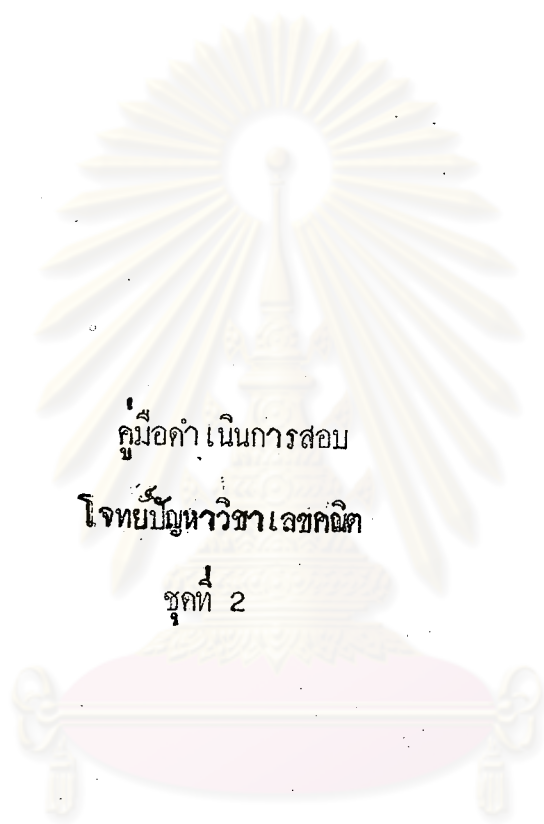 คู่มือดำเนินการสอบ
โจทย์ปัญหาวิชาเลขคณิต
ชุดที่ 2